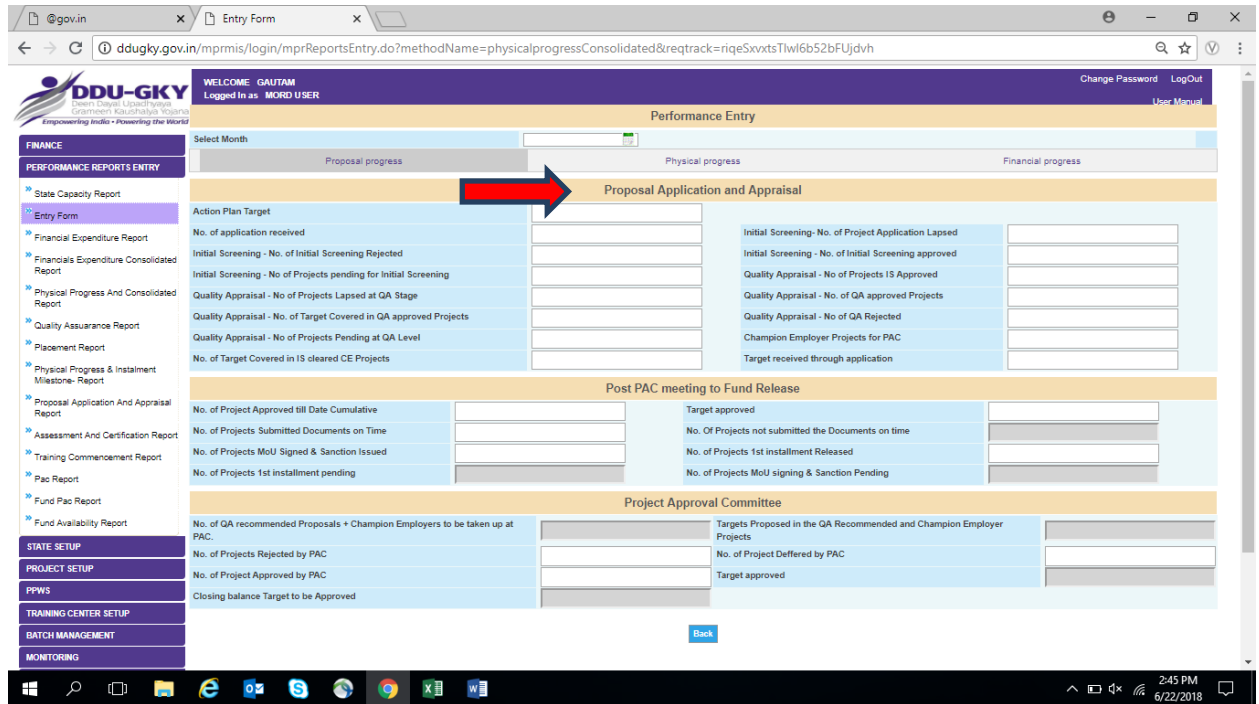 @gov.in
Entry Form
ddugky.gov.in/mprmis/login/mprReportsEntry.do?methodName=physicalprogressConsolidated&reqtrack=riqeSxvxtsTlwI6b52bFUjdvh
DDU-GKY
Deen Dayal Upadhyaya
Grameen Kaushalya Yojana
Empowering India • Powering the World
WELCOME GAUTAM
Logged In as MORD USER
Change Password LogOut
User Manual
FINANCE
PERFORMANCE REPORTS ENTRY
State Capacity Report
Entry Form
Financial Expenditure Report
Financials Expenditure Consolidated
Report
Physical Progress And Consolidated
Report
Quality Assuarance Report
Placement Report
Physical Progress & Instalment
Milestone- Report
Proposal Application And Appraisal
Report
Assessment And Certification Report
Training Commencement Report
Pac Report
Fund Pac Report
Fund Availability Report
STATE SETUP
PROJECT SETUP
PPWS
TRAINING CENTER SETUP
BATCH MANAGEMENT
MONITORING
Performance Entry
Select Month
Proposal progress Physical progress Financial progress
Proposal Application and Appraisal
Action Plan Target
No. of application received Initial Screening- No. of Project Application Lapsed
Initial Screening - No. of Initial Screening Rejected Initial Screening - No. of Initial Screening approved
Initial Screening - No of Projects pending for Initial Screening Quality Appraisal - No of Projects IS Approved
Quality Appraisal - No of Projects Lapsed at QA Stage Quality Appraisal - No. of QA approved Projects
Quality Appraisal - No. of Target Covered in QA approved Projects Quality Appraisal - No of QA Rejected
Quality Appraisal - No of Projects Pending at QA Level Champion Employer Projects for PAC
No. of Target Covered in IS cleared CE Projects Target received through application
Post PAC meeting to Fund Release
No. of Project Approved till Date Cumulative Target approved
No. of Projects Submitted Documents on Time No. Of Projects not submitted the Documents on time
No. of Projects MoU Signed & Sanction Issued No. of Projects 1st installment Released
No. of Projects 1st installment pending No. of Projects MoU signing & Sanction Pending
Project Approval Committee
No. of QA recommended Proposals + Champion Employers to be taken up at
PAC.
Targets Proposed in the QA Recommended and Champion Employer
Projects
No. of Projects Rejected by PAC No. of Project Deffered by PAC
No. of Project Approved by PAC Target approved
Closing balance Target to be Approved
Back
2:45 PM
6/22/2018